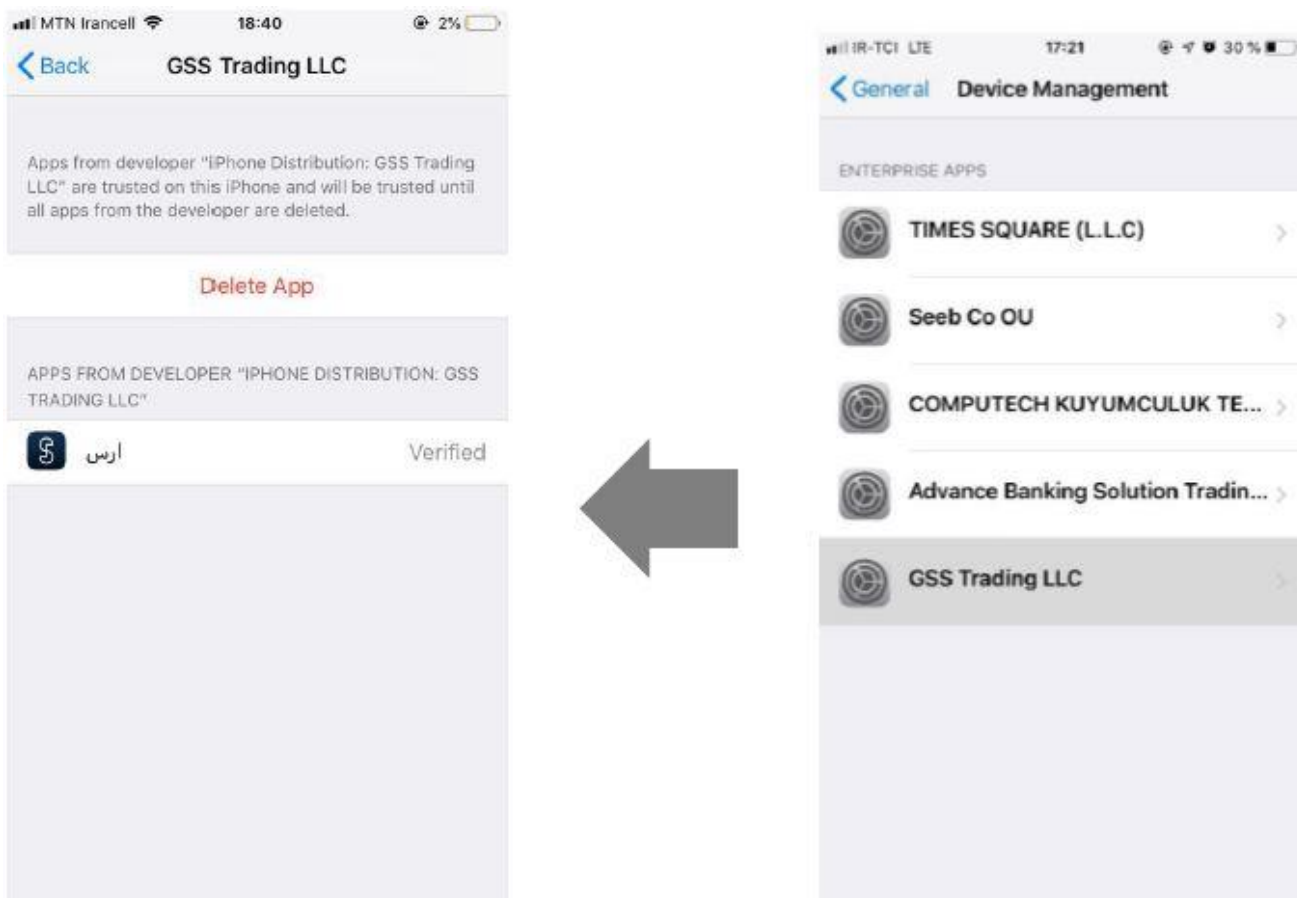 MTN Irancell 18:40 2%
Back GSS Trading LLC
Apps from developer "iPhone Distribution: GSS Trading
LLC" are trusted on this iPhone and will be trusted until
all apps from the developer are deleted.
Delete App
APPS FROM DEVELOPER "IPHONE DISTRIBUTION: GSS
TRADING LLC"
ارس Verified
IR-TCI LTE 17:21 30 %
General Device Management
ENTERPRISE APPS
TIMES SQUARE (L.L.C)
Seeb Co OU
COMPUTECH KUYUMCULUK TE...
Advance Banking Solution Tradin...
GSS Trading LLC